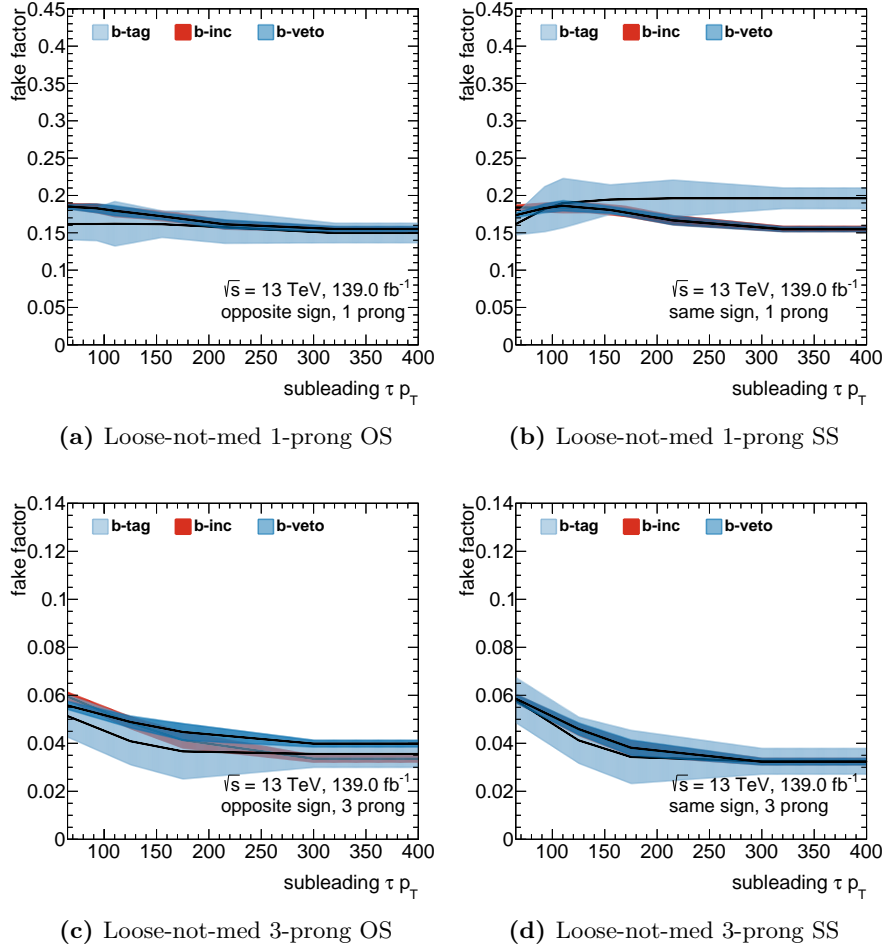 fake factor
0.45
0.4
0.35
0.3
0.25
0.2
0.15
0.1
0.05
0
b-tag b-inc b-veto
√s = 13 TeV, 139.0 fb⁻¹
opposite sign, 1 prong
100 150 200 250 300 350 400
subleading τ p_T
(a) Loose-not-med 1-prong OS
fake factor
0.45
0.4
0.35
0.3
0.25
0.2
0.15
0.1
0.05
0
b-tag b-inc b-veto
√s = 13 TeV, 139.0 fb⁻¹
same sign, 1 prong
100 150 200 250 300 350 400
subleading τ p_T
(b) Loose-not-med 1-prong SS
fake factor
0.14
0.12
0.1
0.08
0.06
0.04
0.02
0
b-tag b-inc b-veto
√s = 13 TeV, 139.0 fb⁻¹
opposite sign, 3 prong
100 150 200 250 300 350 400
subleading τ p_T
(c) Loose-not-med 3-prong OS
fake factor
0.14
0.12
0.1
0.08
0.06
0.04
0.02
0
b-tag b-inc b-veto
√s = 13 TeV, 139.0 fb⁻¹
same sign, 3 prong
100 150 200 250 300 350 400
subleading τ p_T
(d) Loose-not-med 3-prong SS